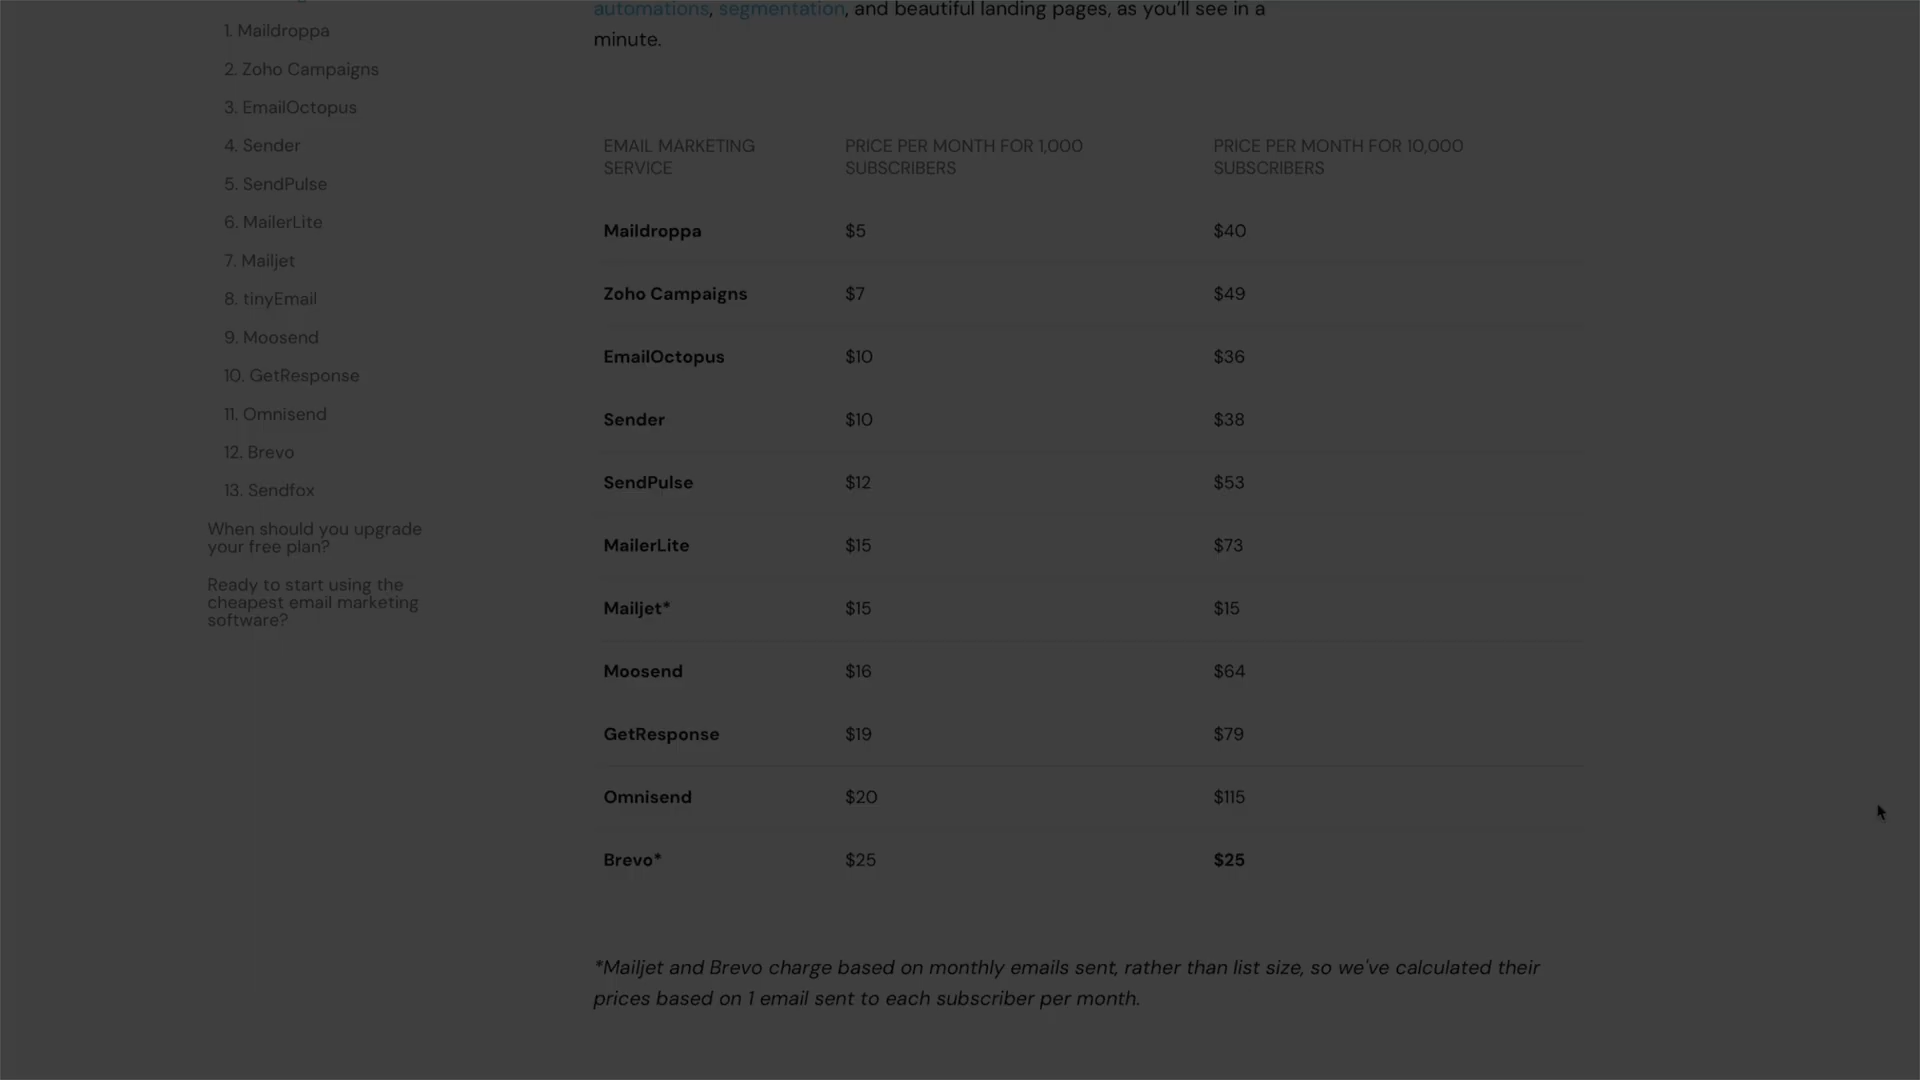 1. Maildroppa
2. Zoho Campaigns
3. EmailOctopus
4. Sender
5. SendPulse
6. MailerLite
7. Mailjet
8. tinyEmail
9. Moosend
10. GetResponse
11. Omnisend
12. Brevo
13. Sendfox
When should you upgrade
your free plan?
Ready to start using the
cheapest email marketing
software?
automations, segmentation, and beautiful landing pages, as you'll see in a
minute.
EMAIL MARKETING SERVICE PRICE PER MONTH FOR 1,000 SUBSCRIBERS PRICE PER MONTH FOR 10,000 SUBSCRIBERS
Maildroppa $5 $40
Zoho Campaigns $7 $49
EmailOctopus $10 $36
Sender $10 $38
SendPulse $12 $53
MailerLite $15 $73
Mailjet* $15 $15
Moosend $16 $64
GetResponse $19 $79
Omnisend $20 $115
Brevo* $25 $25
*Mailjet and Brevo charge based on monthly emails sent, rather than list size, so we've calculated their
prices based on 1 email sent to each subscriber per month.